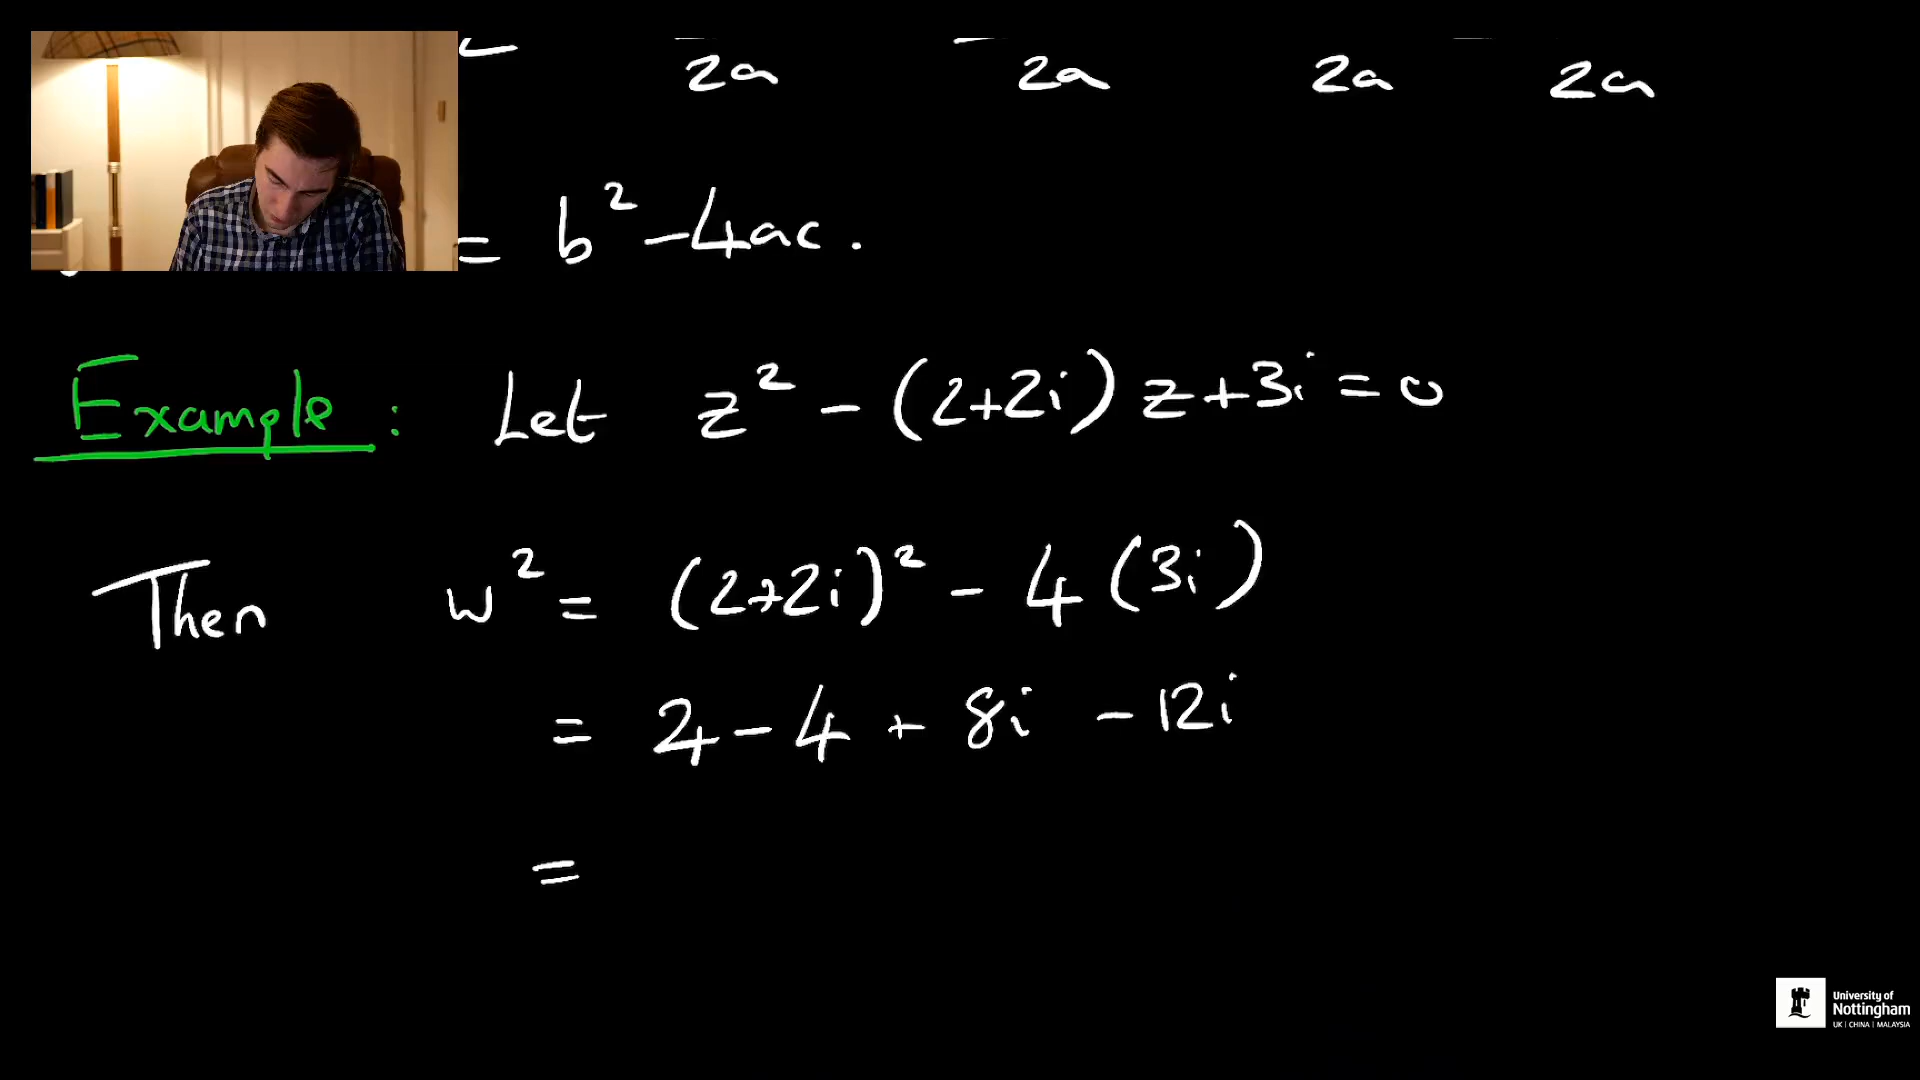 2a 2a 2a 2a
= b² - 4ac.
Example: Let z² - (2+2i) z + 3i = 0
Then w² = (2+2i)² - 4 (3i)
= 4 - 4 + 8i - 12i
=
University of
Nottingham
UK | CHINA | MALAYSIA